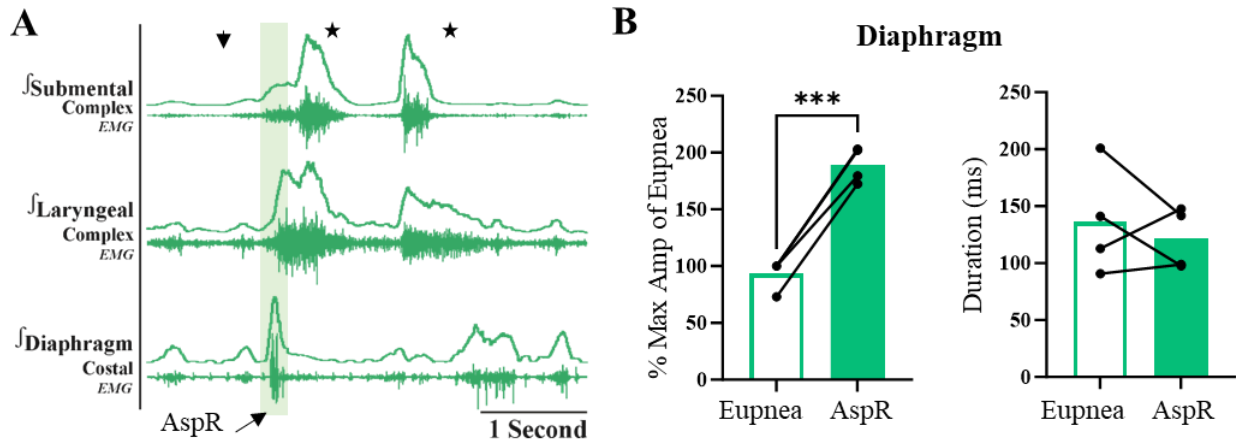 A
∫Submental
Complex
EMG
∫Laryngeal
Complex
EMG
∫Diaphragm
Costal
EMG
AspR
1 Second
B
Diaphragm
% Max Amp of Eupnea
250
200
150
100
50
0
***
Eupnea AspR
Duration (ms)
250
200
150
100
50
0
Eupnea AspR